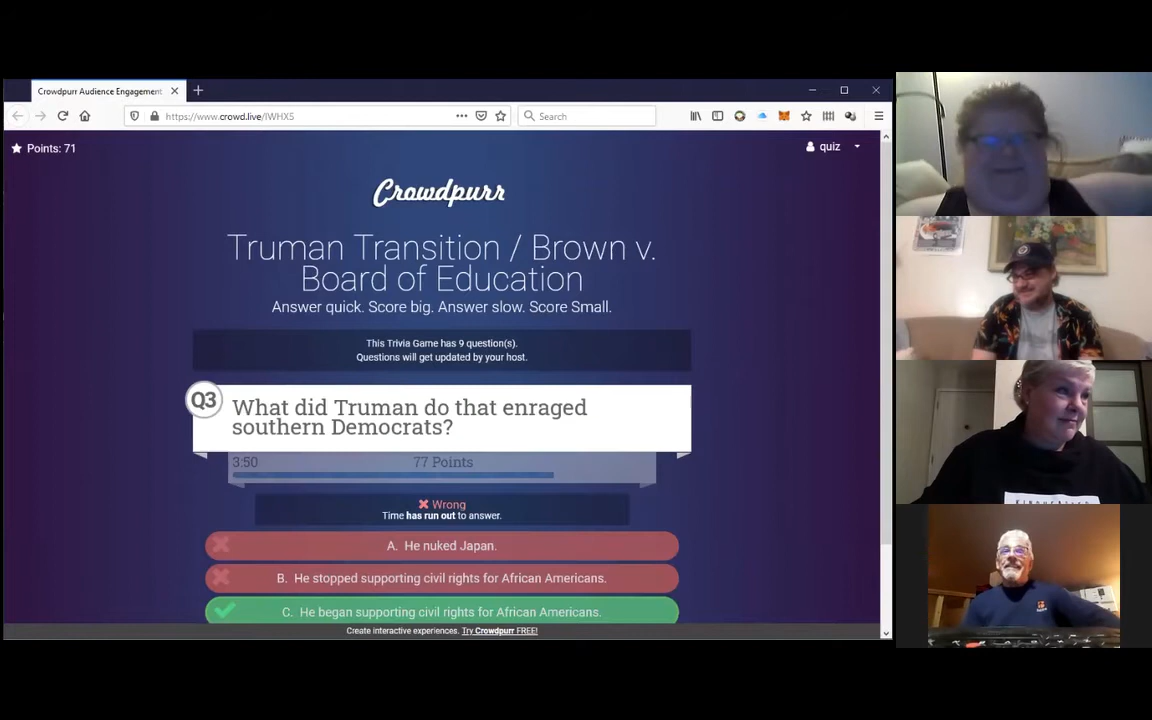 Crowdpurr Audience Engagement
https://www.crowd.live/IWHX5
Search
Points: 71
quiz
Crowdpurr
Truman Transition / Brown v.
Board of Education
Answer quick. Score big. Answer slow. Score Small.
This Trivia Game has 9 question(s).
Questions will get updated by your host.
Q3
What did Truman do that enraged
southern Democrats?
3:50 77 Points
Wrong
Time has run out to answer.
A. He nuked Japan.
B. He stopped supporting civil rights for African Americans.
C. He began supporting civil rights for African Americans.
Create interactive experiences. Try Crowdpurr FREE!